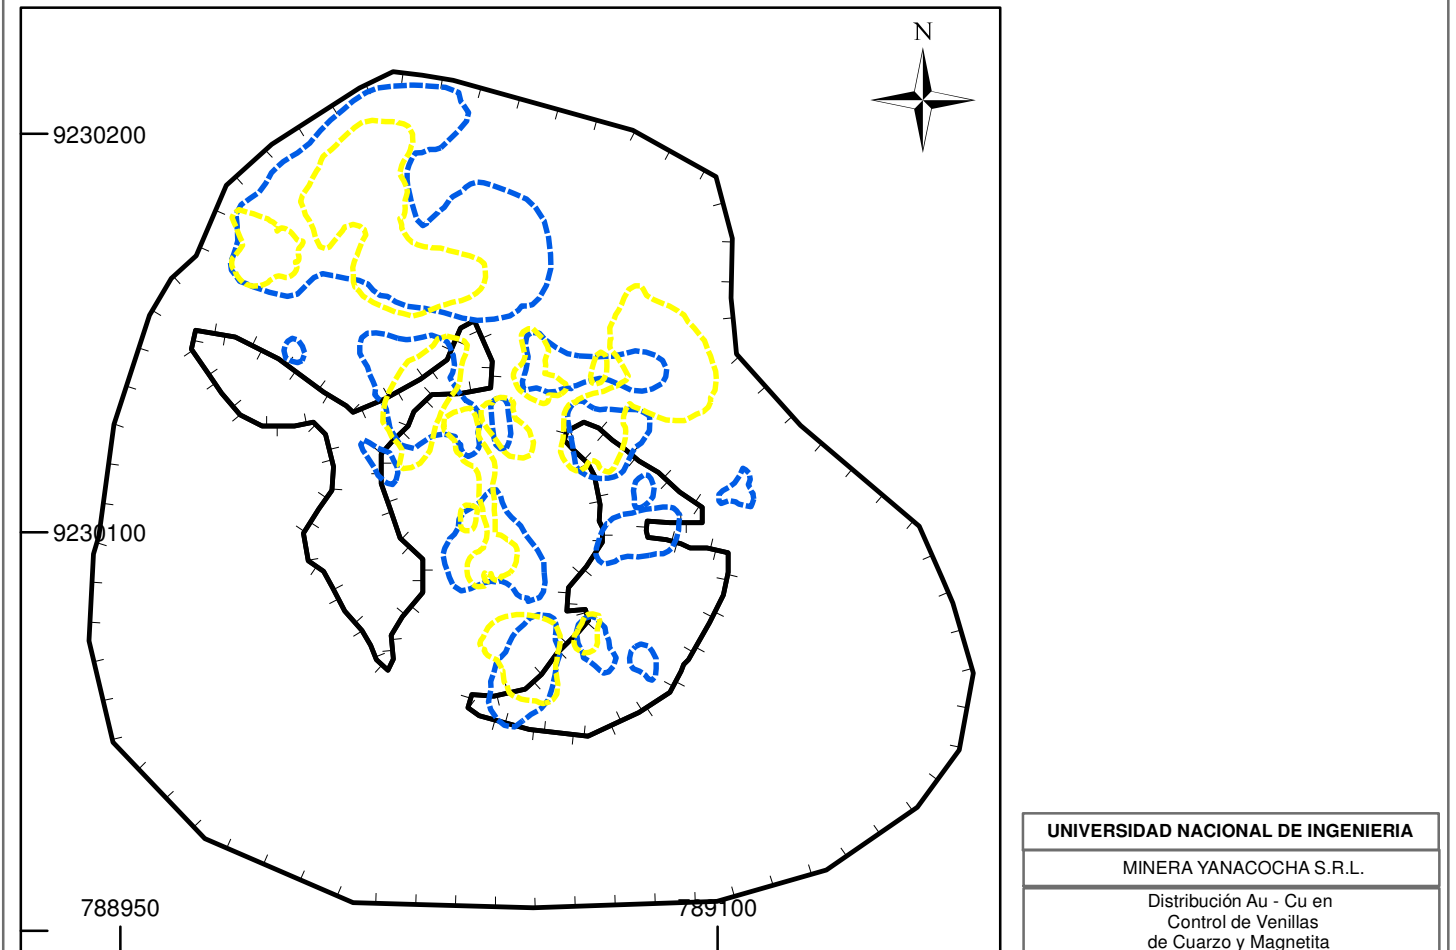 N
9230200
9230100
788950
789100
UNIVERSIDAD NACIONAL DE INGENIERIA
MINERA YANACOCHA S.R.L.
Distribución Au - Cu en
Control de Venillas
de Cuarzo y Magnetita